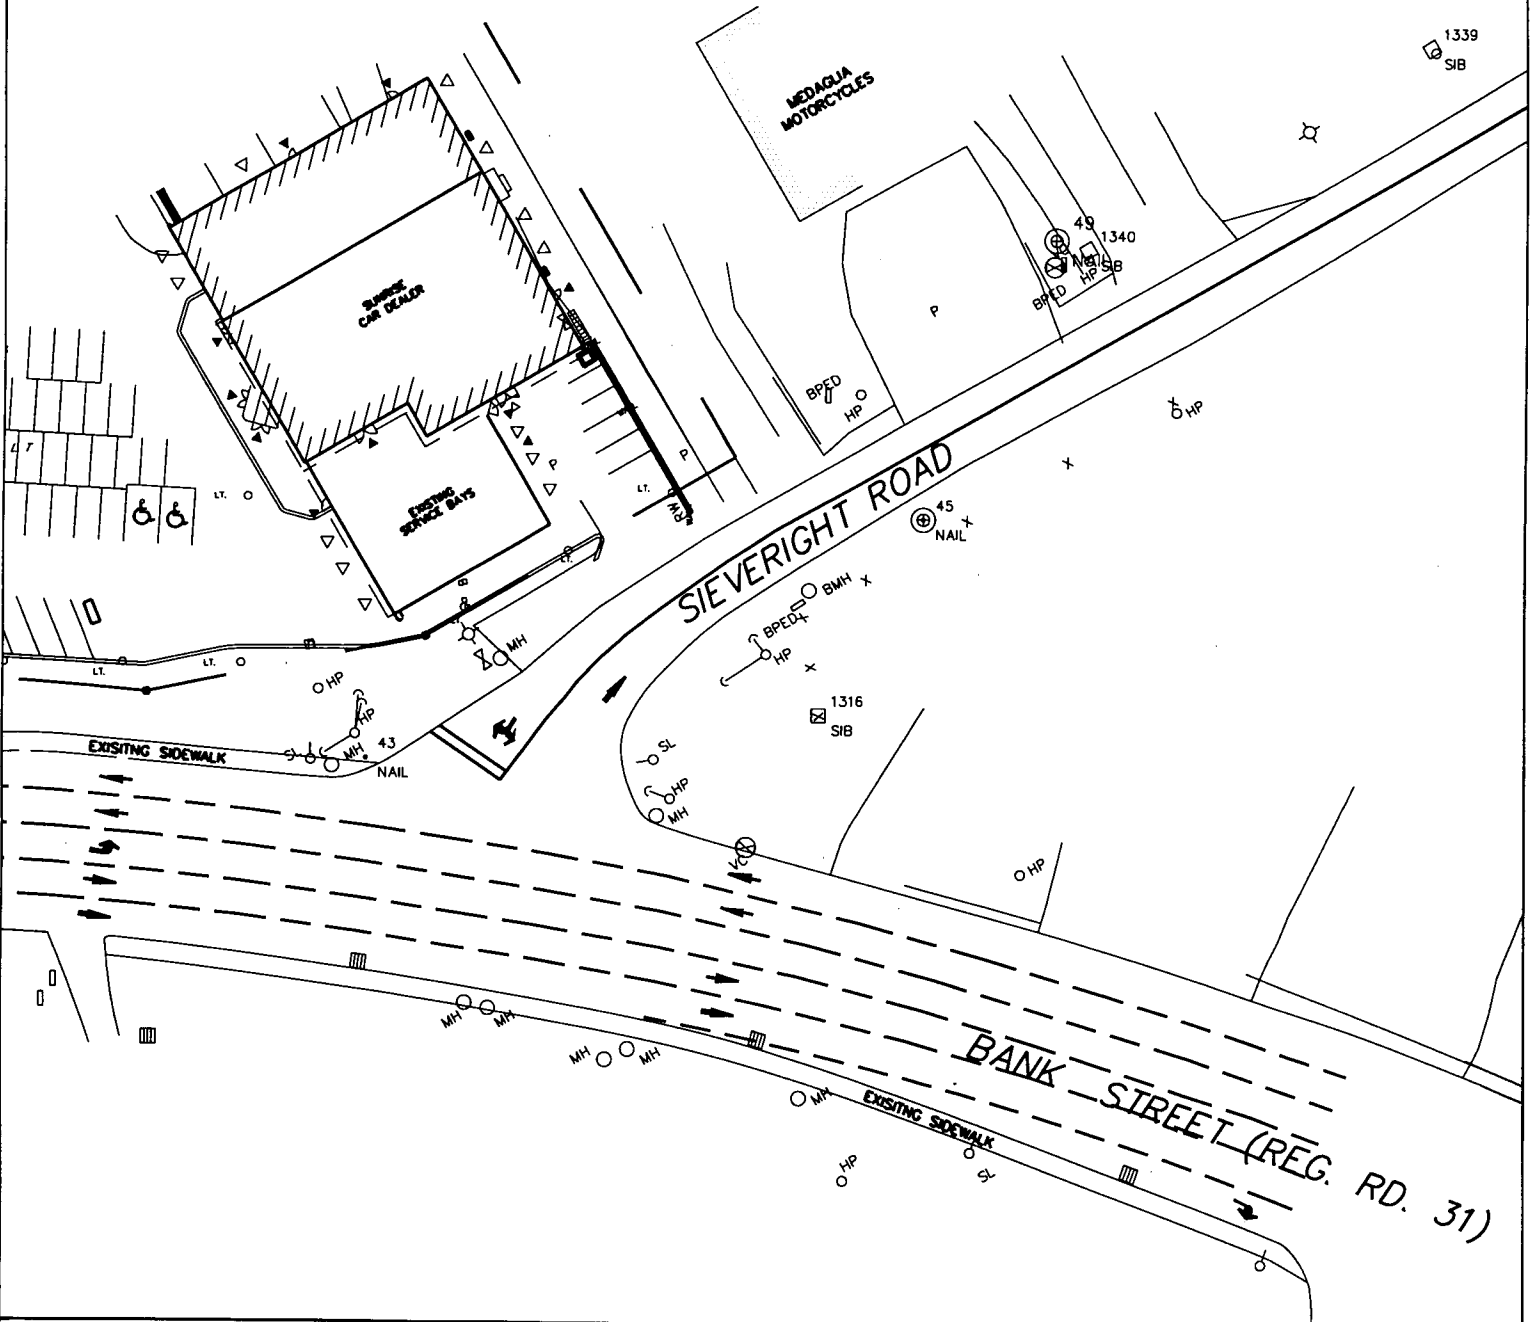 1339
SIB
MEDAGLIA
MOTORCYCLES
49
1340
NAIL
SIB
HP
BPED
SUNRISE
CAR DEALER
P
BPED
HP
HP
L T
P
P
LT.
LT.
RW
EXISTING
SERVICE BAYS
SIEVERIGHT ROAD
45
NAIL
LT.
BMH
BPED
HP
MH
LT.
LT.
HP
HP
1316
SIB
EXISITNG SIDEWALK
SL
MH
43
NAIL
SL
HP
MH
V
HP
MH
MH
MH
MH
BANK STREET (REG. RD. 31)
MH
EXISITNG SIDEWALK
HP
SL